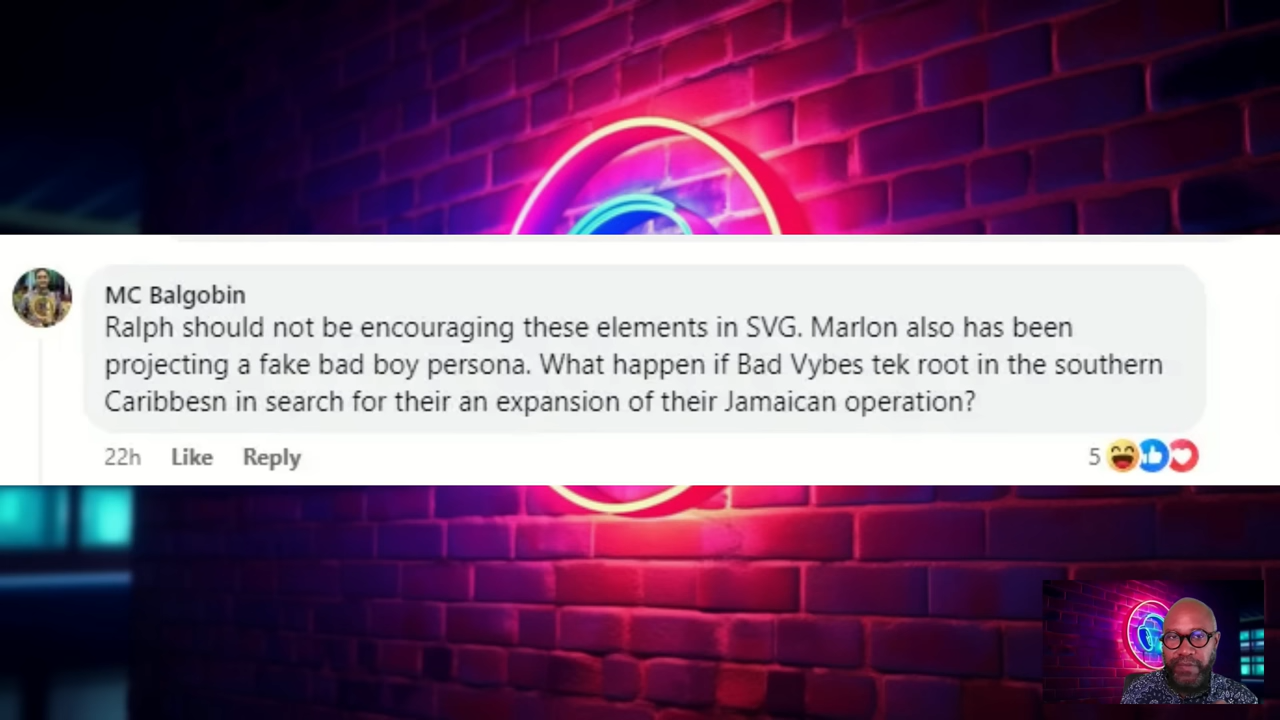 MC Balgobin
Ralph should not be encouraging these elements in SVG. Marlon also has been
projecting a fake bad boy persona. What happen if Bad Vybes tek root in the southern
Caribbesn in search for their an expansion of their Jamaican operation?
22h Like Reply 5